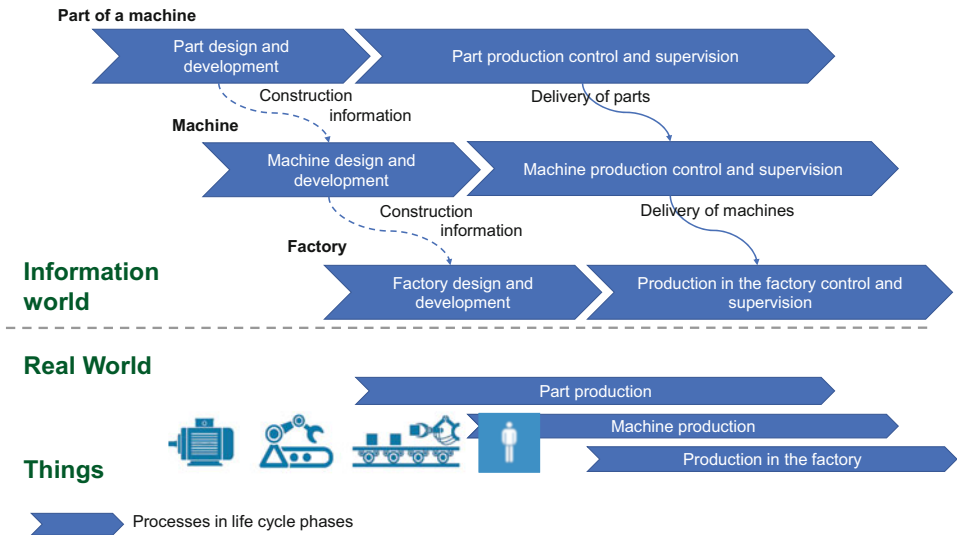 Part of a machine
Part design and
development
Part production control and supervision
Construction
information
Delivery of parts
Machine
Machine design and
development
Machine production control and supervision
Construction
information
Delivery of machines
Factory
Factory design and
development
Production in the factory control and
supervision
Information
world
Real World
Part production
Machine production
Production in the factory
Things
Processes in life cycle phases